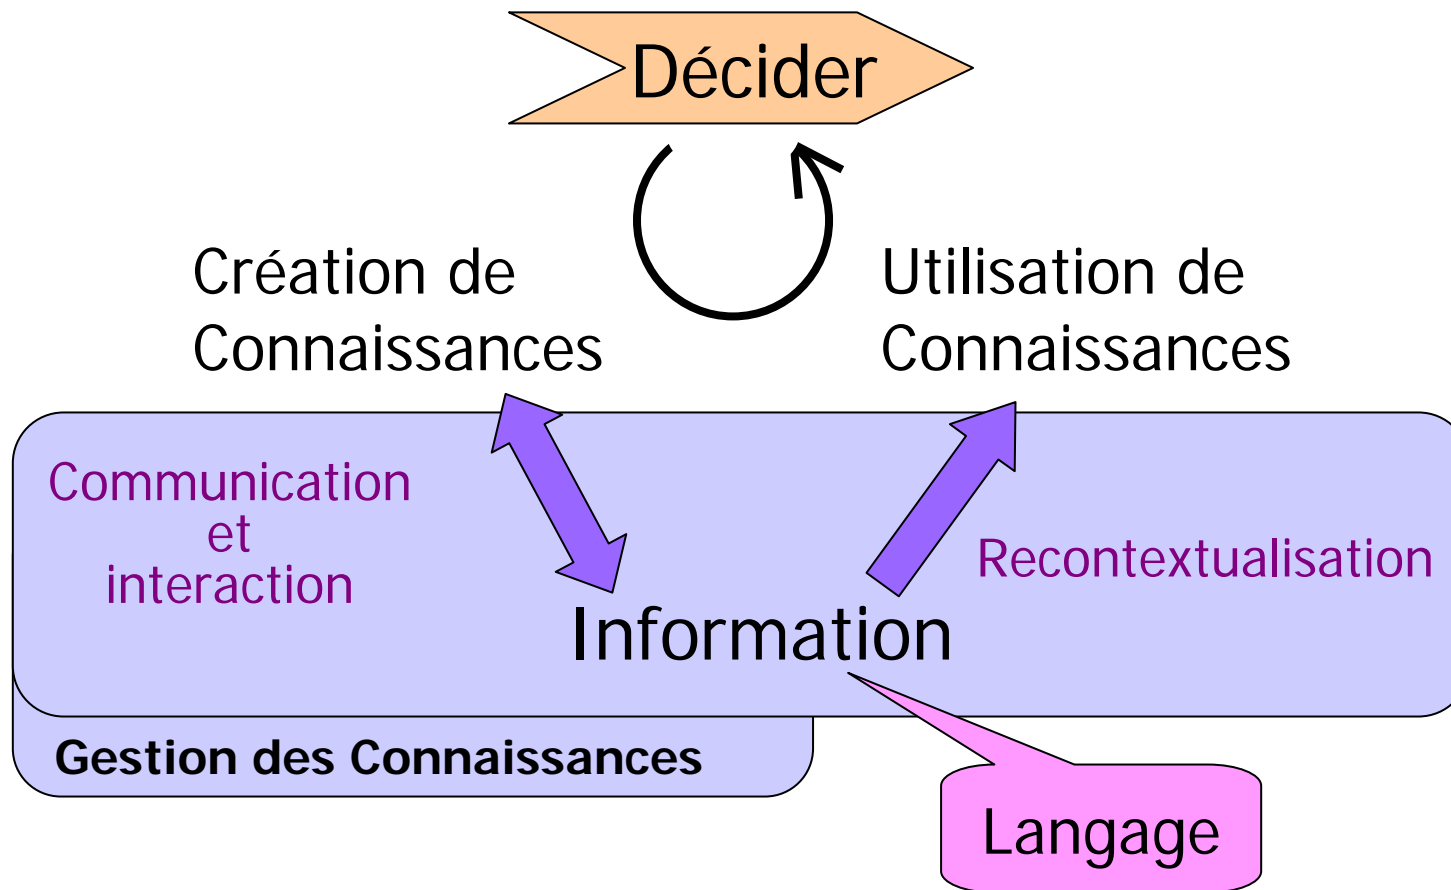 Décider
Création de
Connaissances
Utilisation de
Connaissances
Communication
et
interaction
Recontextualisation
Information
Gestion des Connaissances
Langage